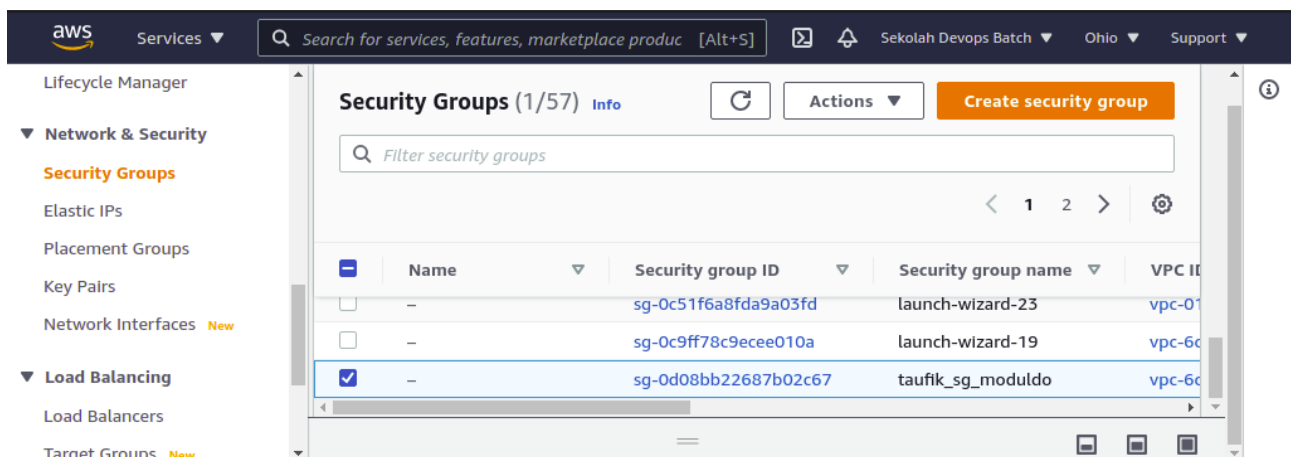 aws Services Search for services, features, marketplace produc [Alt+S] Sekolah Devops Batch Ohio Support
Lifecycle Manager
Network & Security
Security Groups
Elastic IPs
Placement Groups
Key Pairs
Network Interfaces New
Load Balancing
Load Balancers
Target Groups New
Security Groups (1/57) Info Actions Create security group
Filter security groups
1 2
Name Security group ID Security group name VPC ID
– sg-0c51f6a8fda9a03fd launch-wizard-23 vpc-01
– sg-0c9ff78c9ecee010a launch-wizard-19 vpc-6c
– sg-0d08bb22687b02c67 taufik_sg_moduldo vpc-6c